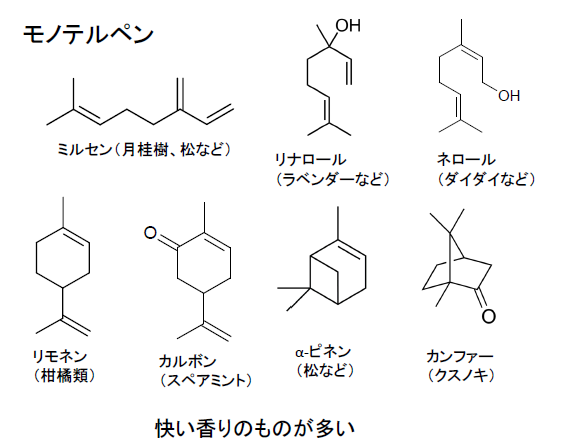 モノテルペン
OH
OH
ミルセン（月桂樹、松など）
リナロール
（ラベンダーなど）
ネロール
（ダイダイなど）
O
O
リモネン
（柑橘類）
カルボン
（スペアミント）
α-ピネン
（松など）
カンファー
（クスノキ）
快い香りのものが多い